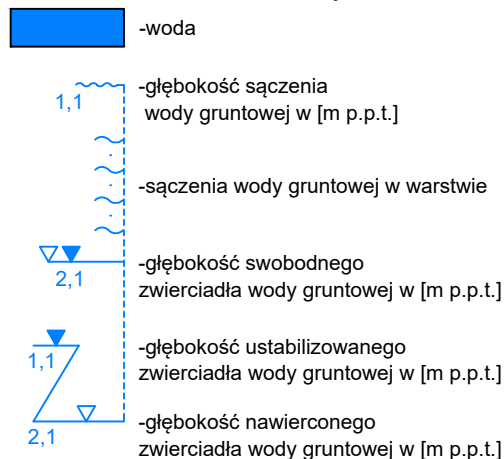 -woda
-głębokość sączenia
wody gruntowej w [m p.p.t.]
1,1
-sączenia wody gruntowej w warstwie
-głębokość swobodnego
2,1
zwierciadła wody gruntowej w [m p.p.t.]
-głębokość ustabilizowanego
1,1
zwierciadła wody gruntowej w [m p.p.t.]
-głębokość nawierconego
2,1
zwierciadła wody gruntowej w [m p.p.t.]